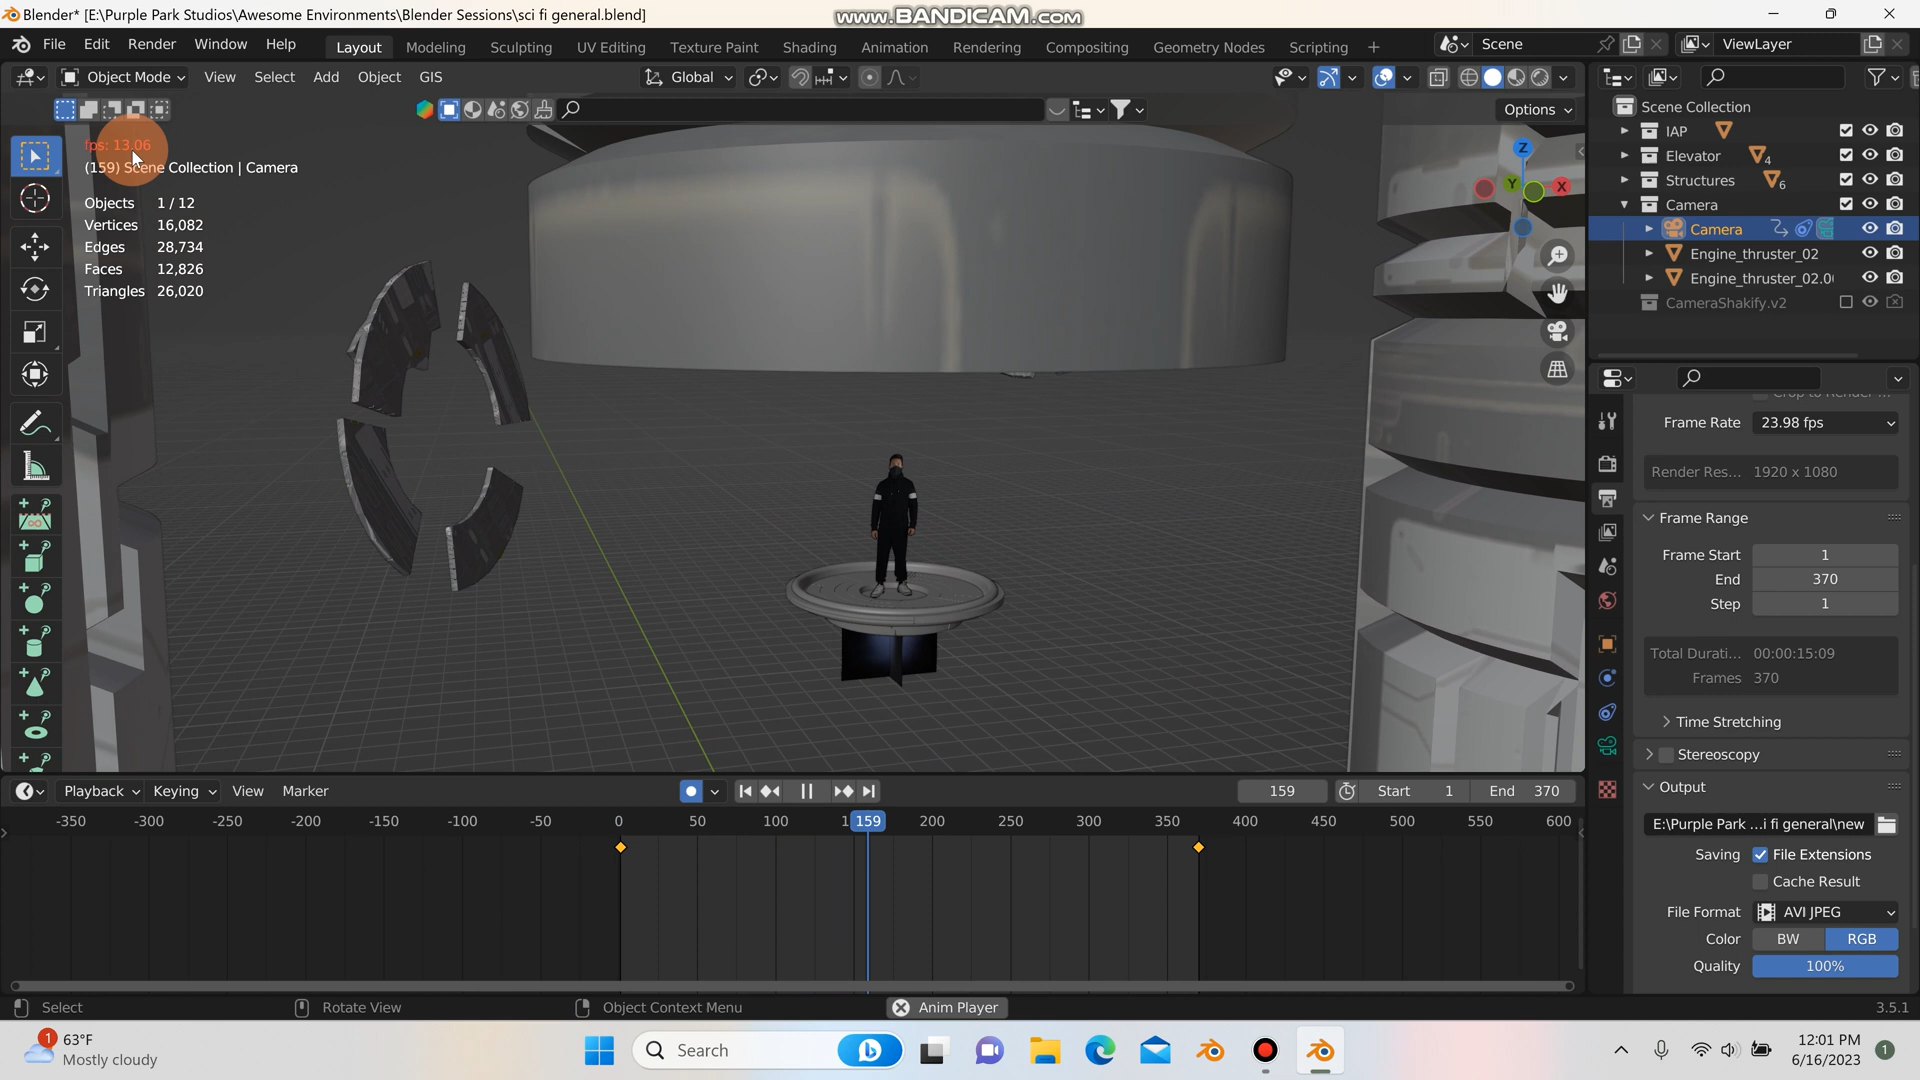 Blender* [E:\Purple Park Studios\Awesome Environments\Blender Sessions\sci fi general.blend]
www.BANDICAM.com
File Edit Render Window Help
Layout Modeling Sculpting UV Editing Texture Paint Shading Animation Rendering Compositing Geometry Nodes Scripting +
Scene
ViewLayer
Object Mode View Select Add Object GIS
Global
Options
fps: 13.06
(159) Scene Collection | Camera
Objects 1 / 12
Vertices 16,082
Edges 28,734
Faces 12,826
Triangles 26,020
Z
Y
X
Scene Collection
IAP
Elevator 4
Structures 6
Camera
Camera
Engine_thruster_02
Engine_thruster_02.0
CameraShakify.v2
Frame Rate 23.98 fps
Render Res... 1920 x 1080
Frame Range
Frame Start 1
End 370
Step 1
Total Durati... 00:00:15:09
Frames 370
Time Stretching
Stereoscopy
Output
E:\Purple Park ...i fi general\new
Saving File Extensions
Cache Result
File Format AVI JPEG
Color BW RGB
Quality 100%
Playback Keying View Marker
159 Start 1 End 370
-350 -300 -250 -200 -150 -100 -50 0 50 100 1 159 200 250 300 350 400 450 500 550 600
Select Rotate View Object Context Menu Anim Player 3.5.1
1
63°F
Mostly cloudy
Search
12:01 PM
6/16/2023
1